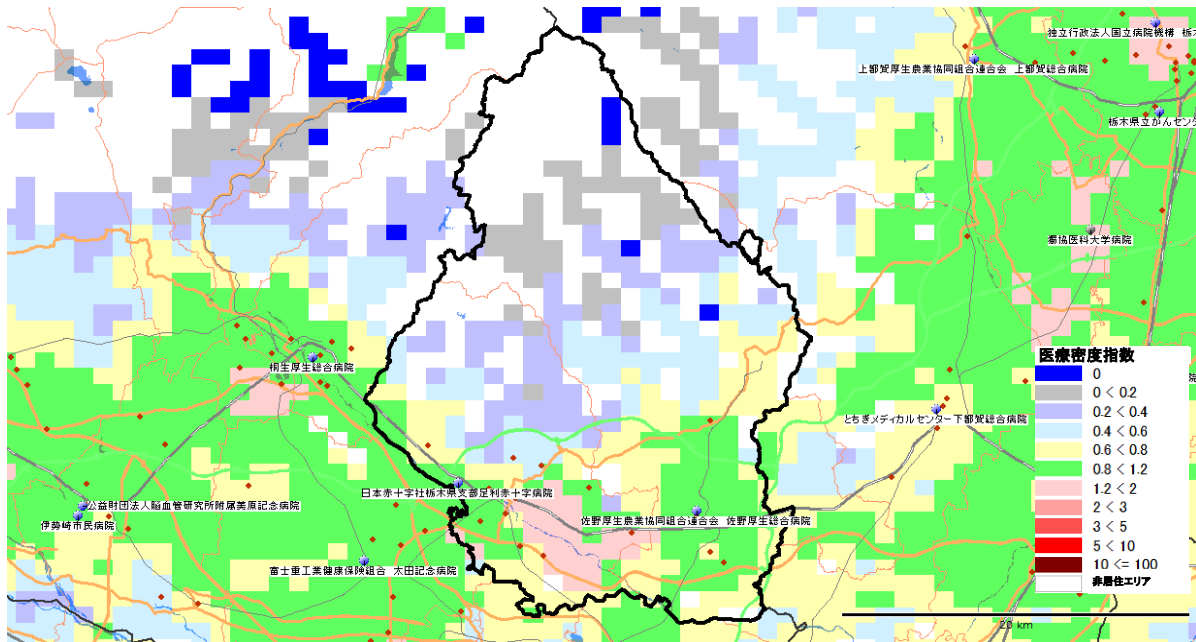 独立行政法人国立病院機構 栃木
上都賀厚生農業協同組合連合会 上都賀総合病院
栃木県立がんセンタ
獨協医科大学病院
医療密度指数
0
0 < 0.2
0.2 < 0.4
0.4 < 0.6
0.6 < 0.8
0.8 < 1.2
1.2 < 2
2 < 3
3 < 5
5 < 10
10 <= 100
非居住エリア
桐生厚生総合病院
院
とちぎメディカルセンター下都賀総合病院
日本赤十字社栃木県支部足利赤十字病院
公益財団法人脳血管研究所附属美原記念病院
伊勢崎市民病院
佐野厚生農業協同組合連合会 佐野厚生総合病院
富士重工業健康保険組合 太田記念病院
20 km